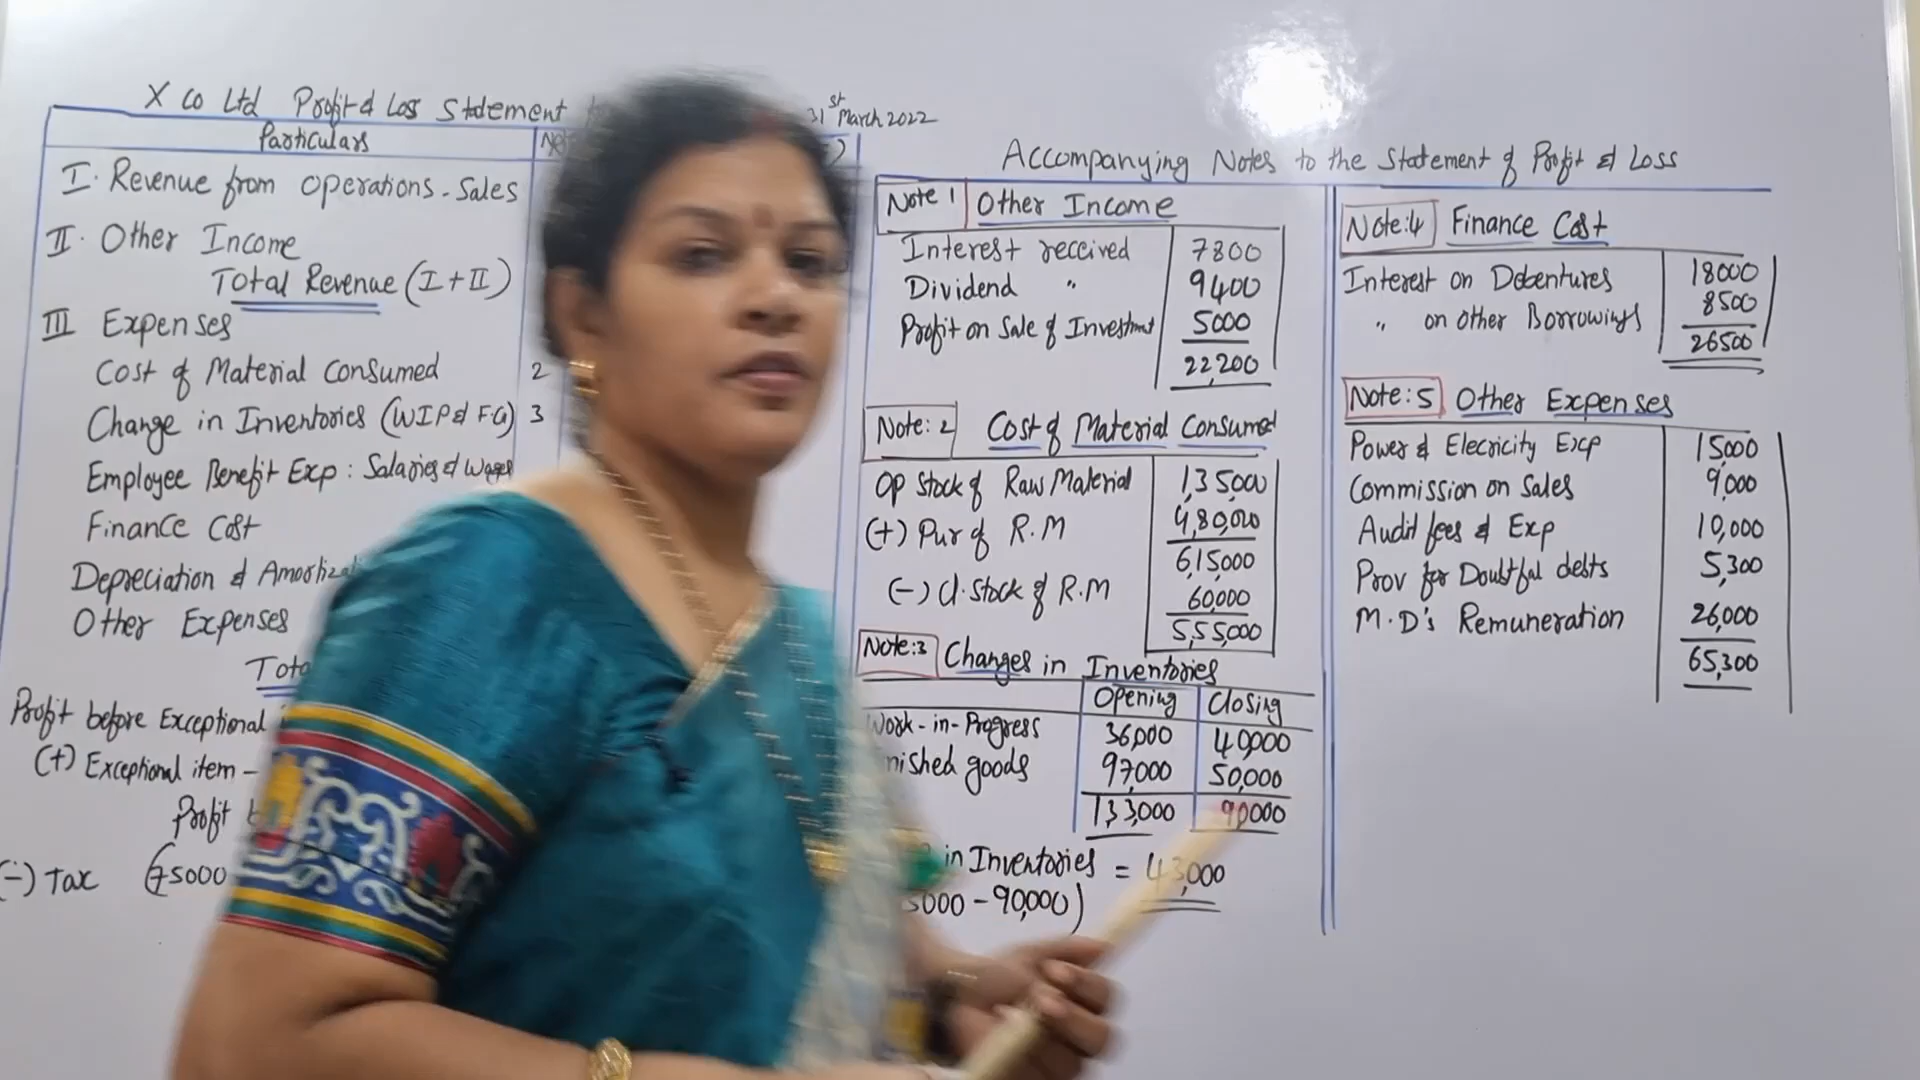 X Co Ltd Profit & Loss Statement
31st March 2022
Particulars
I. Revenue from Operations - Sales
II. Other Income
Total Revenue (I + II)
III Expenses
Cost of Material Consumed 2
Change in Inventories (WIP & F.G) 3
Employee Benefit Exp : Salaries & Wages
Finance Cost
Depreciation &
Other Expenses
Profit before Exceptional
(+) Exceptional item -
Profit
(-) Tax (75000
Accompanying Notes to the Statement of Profit & Loss
Note 1 Other Income
Interest received 7800
Dividend " 9400
Profit on Sale of Investment 5000
22,200
Note: 2 Cost of Material Consumed
Op Stock of Raw Material 1,35,000
(+) Pur of R.M 4,80,000
6,15,000
(-) Cl. Stock of R.M 60,000
5,55,000
Note: 3 Changes in Inventories
Opening Closing
Work-in-Progress 36,000 40,000
goods 97,000 50,000
1,33,000 90,000
in Inventories = 43,000
- 90,000)
Note: 4 Finance Cost
Interest on Debentures 18000
" on other Borrowings 8500
26500
Note: 5 Other Expenses
Power & Elecricity Exp 15000
Commission on Sales 9,000
Audit fees & Exp 10,000
Prov for Doubtful debts 5,300
M.D's Remuneration 26,000
65,300